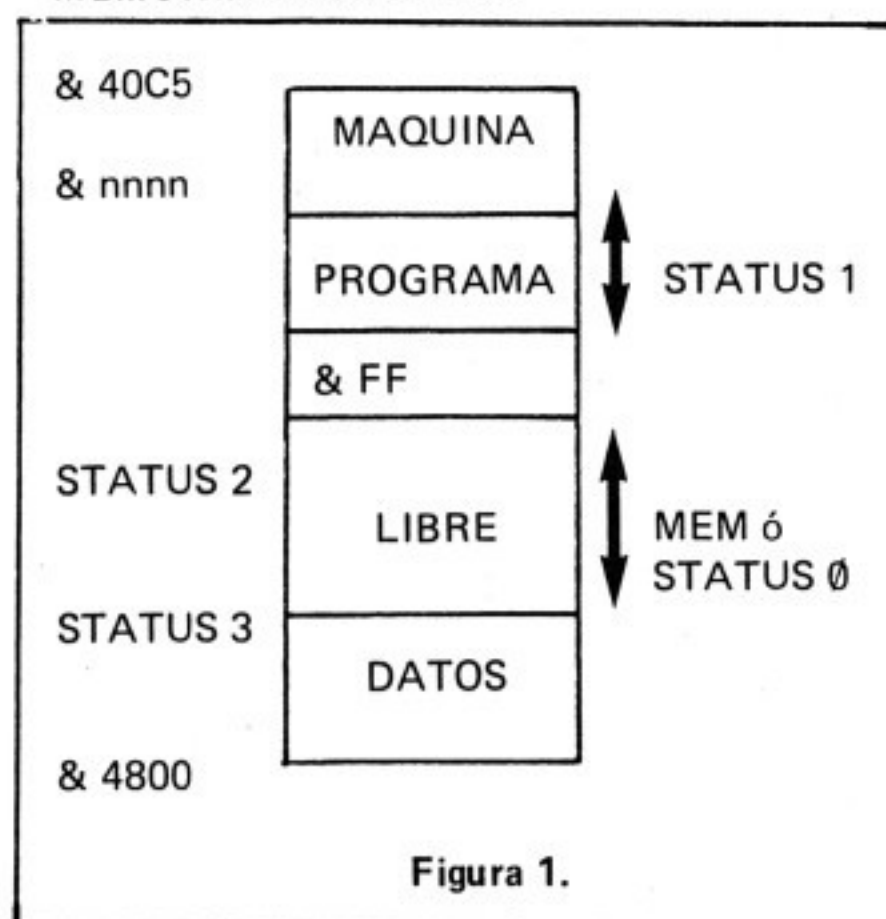 & 40C5
MAQUINA
& nnnn
PROGRAMA
STATUS 1
& FF
STATUS 2
LIBRE
MEM ó
STATUS Ø
STATUS 3
DATOS
& 4800
Figura 1.